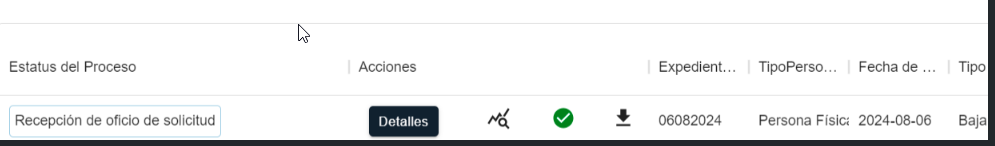 Estatus del Proceso Acciones Expedient... TipoPerso... Fecha de ... Tipo
Recepción de oficio de solicitud Detalles 06082024 Persona Física 2024-08-06 Baja